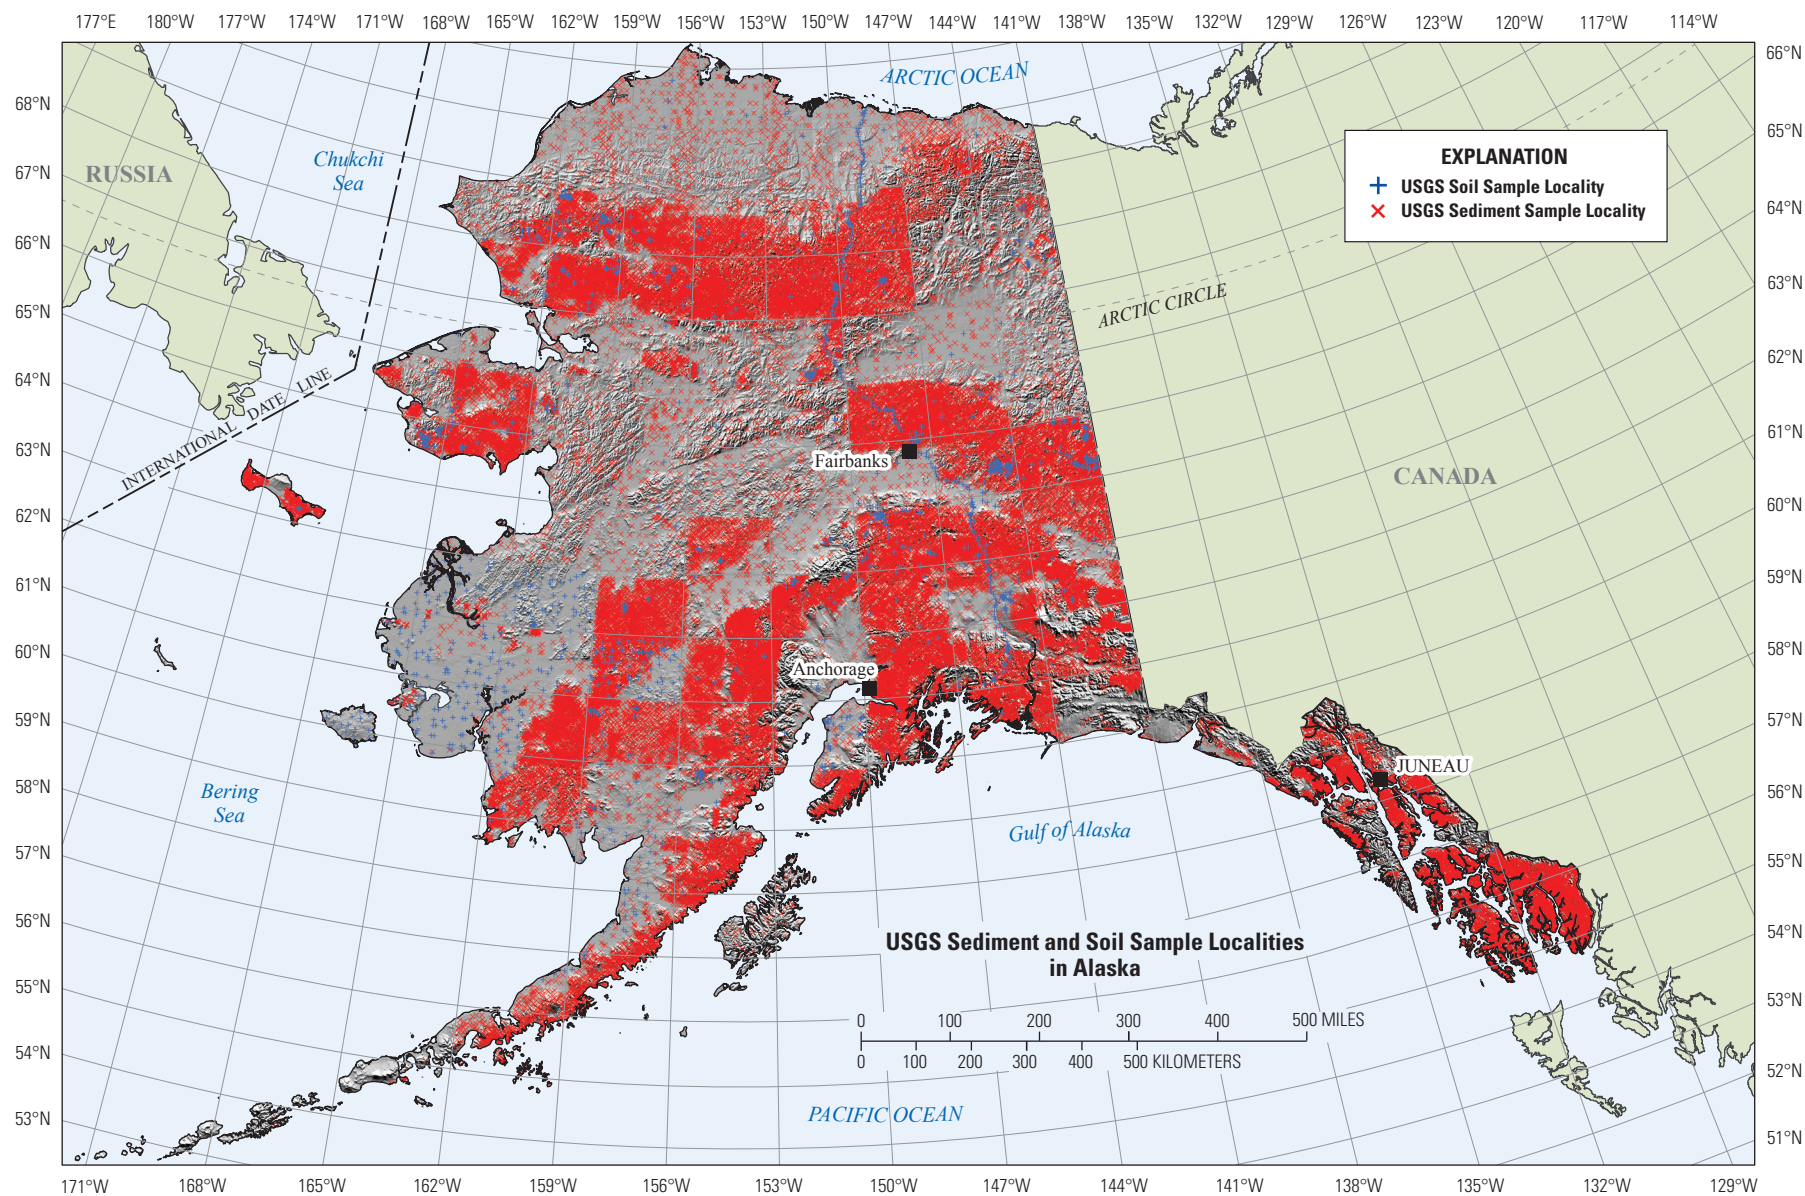 177°E 180°W 177°W 174°W 171°W 168°W 165°W 162°W 159°W 156°W 153°W 150°W 147°W 144°W 141°W 138°W 135°W 132°W 129°W 126°W 123°W 120°W 117°W 114°W
68°N
67°N
66°N
65°N
64°N
63°N
62°N
61°N
60°N
59°N
58°N
57°N
56°N
55°N
54°N
53°N
66°N
65°N
64°N
63°N
62°N
61°N
60°N
59°N
58°N
57°N
56°N
55°N
54°N
53°N
52°N
51°N
ARCTIC OCEAN
RUSSIA
Chukchi
Sea
EXPLANATION
USGS Soil Sample Locality
USGS Sediment Sample Locality
ARCTIC CIRCLE
INTERNATIONAL DATE LINE
Fairbanks
CANADA
Anchorage
JUNEAU
Bering
Sea
Gulf of Alaska
USGS Sediment and Soil Sample Localities
in Alaska
0 100 200 300 400 500 MILES
0 100 200 300 400 500 KILOMETERS
PACIFIC OCEAN
171°W 168°W 165°W 162°W 159°W 156°W 153°W 150°W 147°W 144°W 141°W 138°W 135°W 132°W 129°W